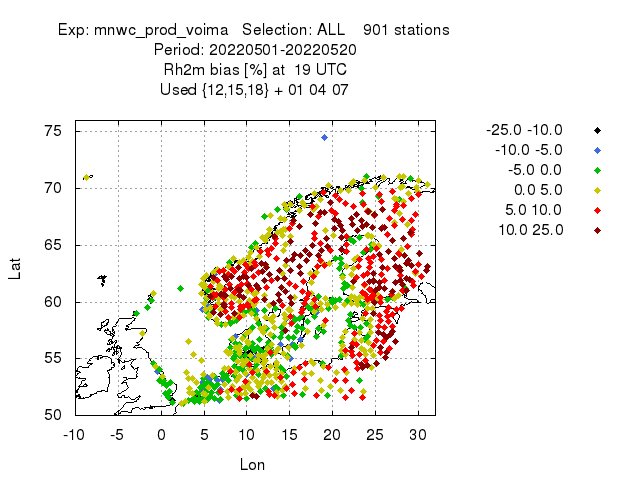 Exp: mnwc_prod_voima   Selection: ALL    901 stations
Period: 20220501-20220520
Rh2m bias [%] at  19 UTC
Used {12,15,18} + 01 04 07
-25.0 -10.0
-10.0 -5.0
-5.0 0.0
0.0 5.0
5.0 10.0
10.0 25.0
Lat
75
70
65
60
55
50
-10 -5 0 5 10 15 20 25 30
Lon